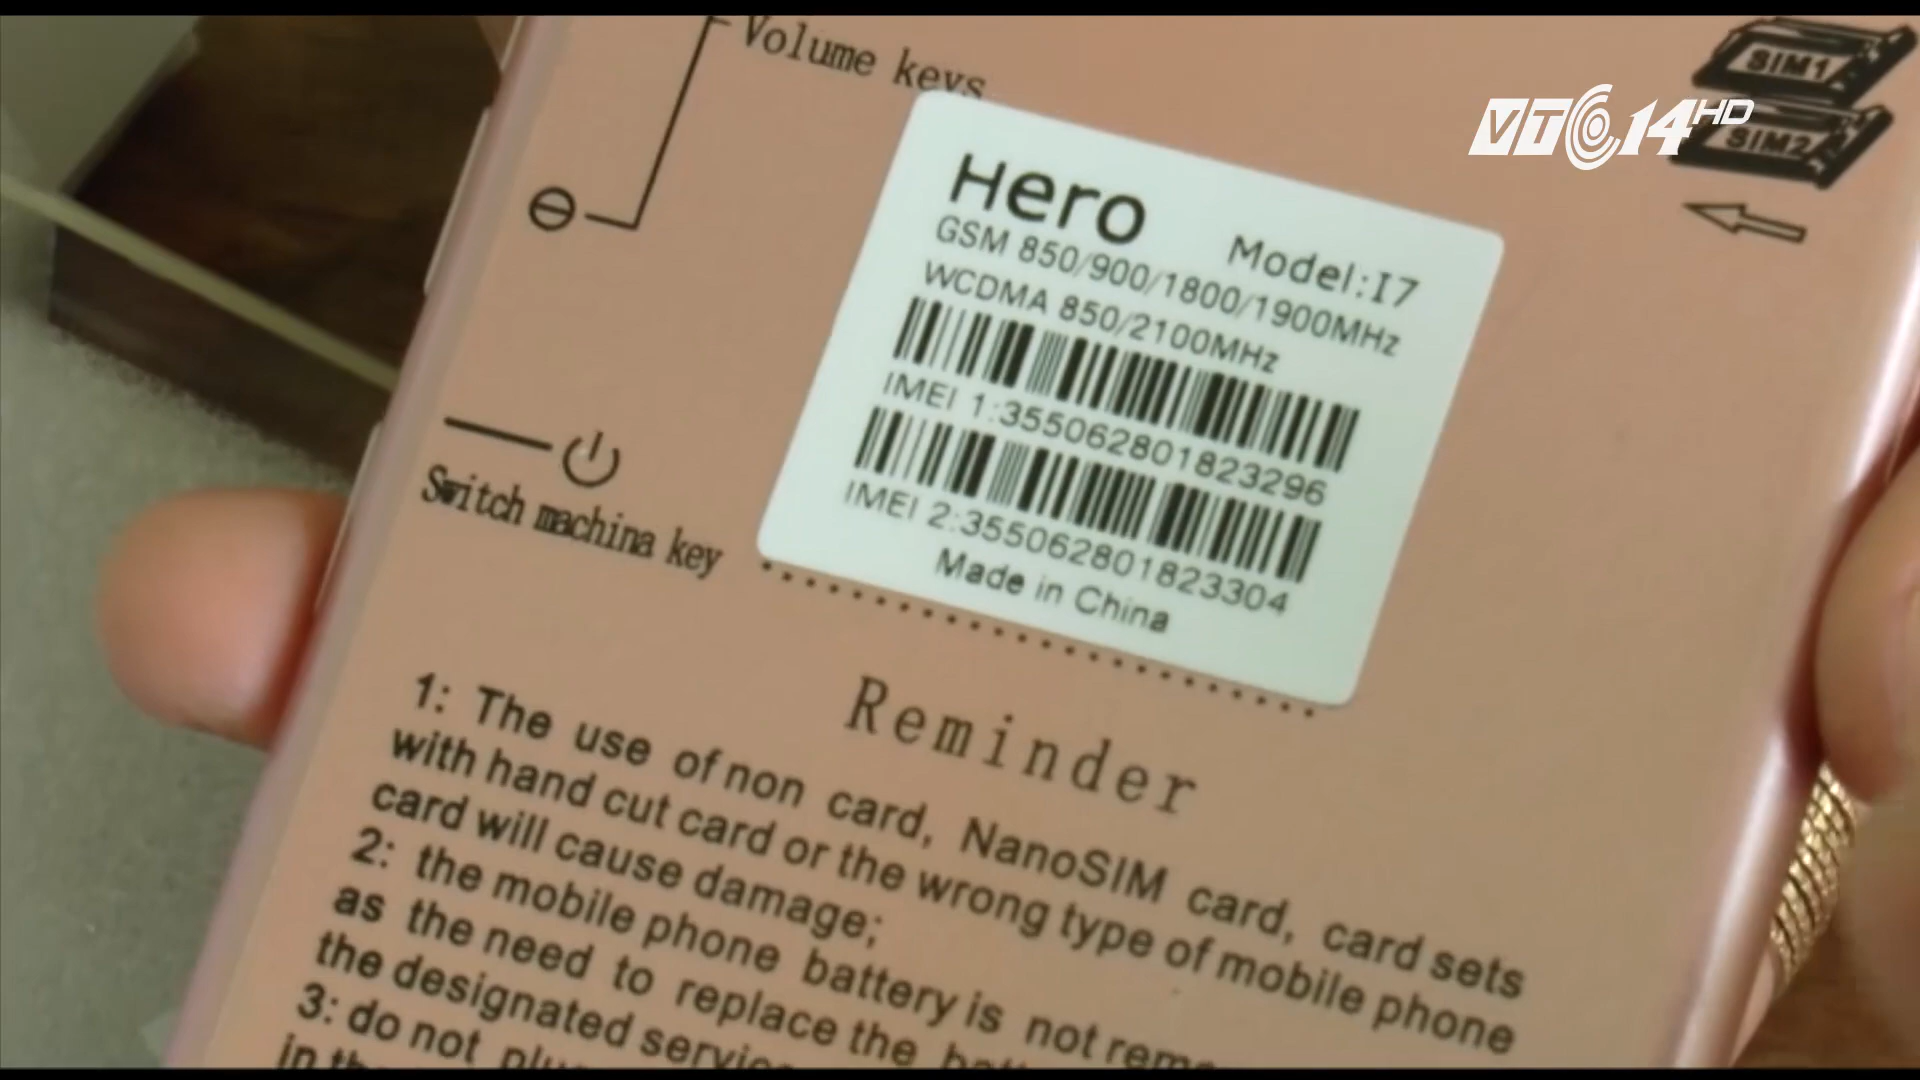 Volume keys
SIM1
SIM2
VTC14HD
Hero
Model:I7
GSM 850/900/1800/1900MHz
WCDMA 850/2100MHz
IMEI 1:355062801823296
IMEI 2:355062801823304
Made in China
Switch machina key
Reminder
1: The use of non card, NanoSIM card, card sets
with hand cut card or the wrong type of mobile phone
card will cause damage;
2: the mobile phone battery is not
as the need to replace the
the designated
3: do not
in